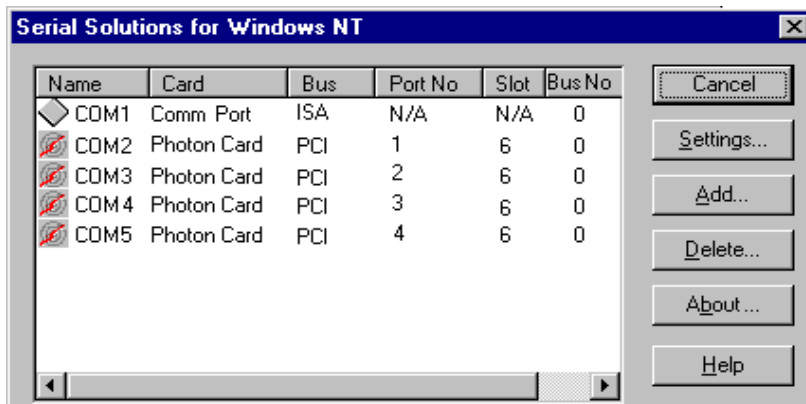 Serial Solutions for Windows NT
Name Card Bus Port No Slot Bus No
COM1 Comm Port ISA N/A N/A 0
COM2 Photon Card PCI 1 6 0
COM3 Photon Card PCI 2 6 0
COM4 Photon Card PCI 3 6 0
COM5 Photon Card PCI 4 6 0
Cancel
Settings...
Add...
Delete...
About...
Help